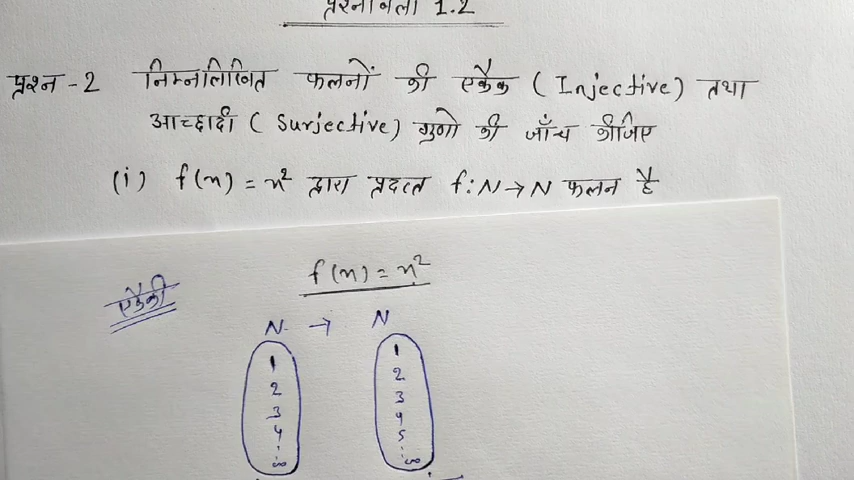 प्रश्नावली 1.2
प्रश्न - 2 निम्नलिखित फलनों की एकैक ( Injective ) तथा
आच्छादी ( Surjective ) गुणो की जाँच कीजिए
(i) f(n) = n² द्वारा प्रदत्त f : N → N फलन है
एकैकी
f(n) = n²
N → N
1 1
2 2
3 3
4 4
⋮ 5
∞ ⋮
∞